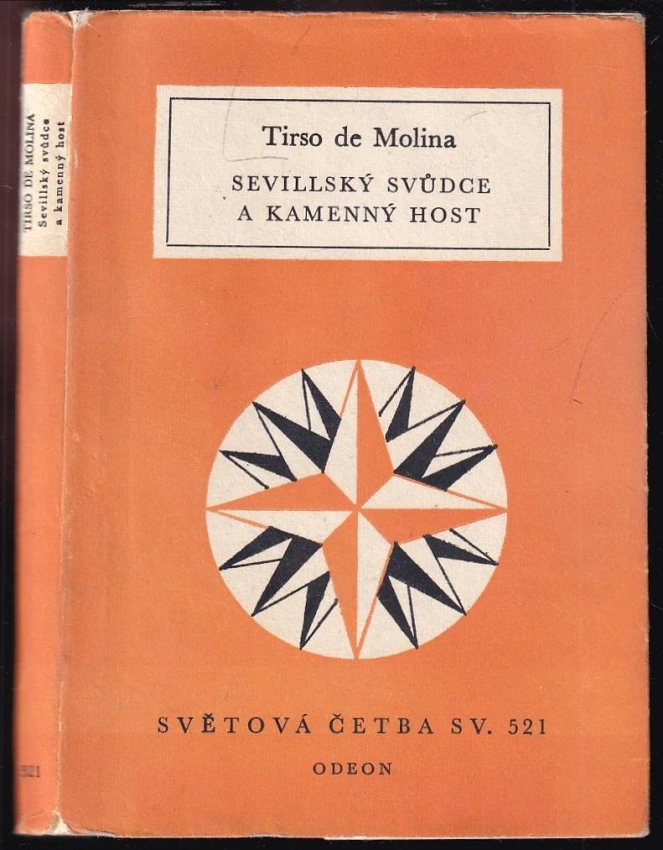 TIRSO DE MOLINA
Sevillský svůdce
a kamenný host
521
Tirso de Molina
SEVILLSKÝ SVŮDCE
A KAMENNÝ HOST
SVĚTOVÁ ČETBA SV. 521
ODEON